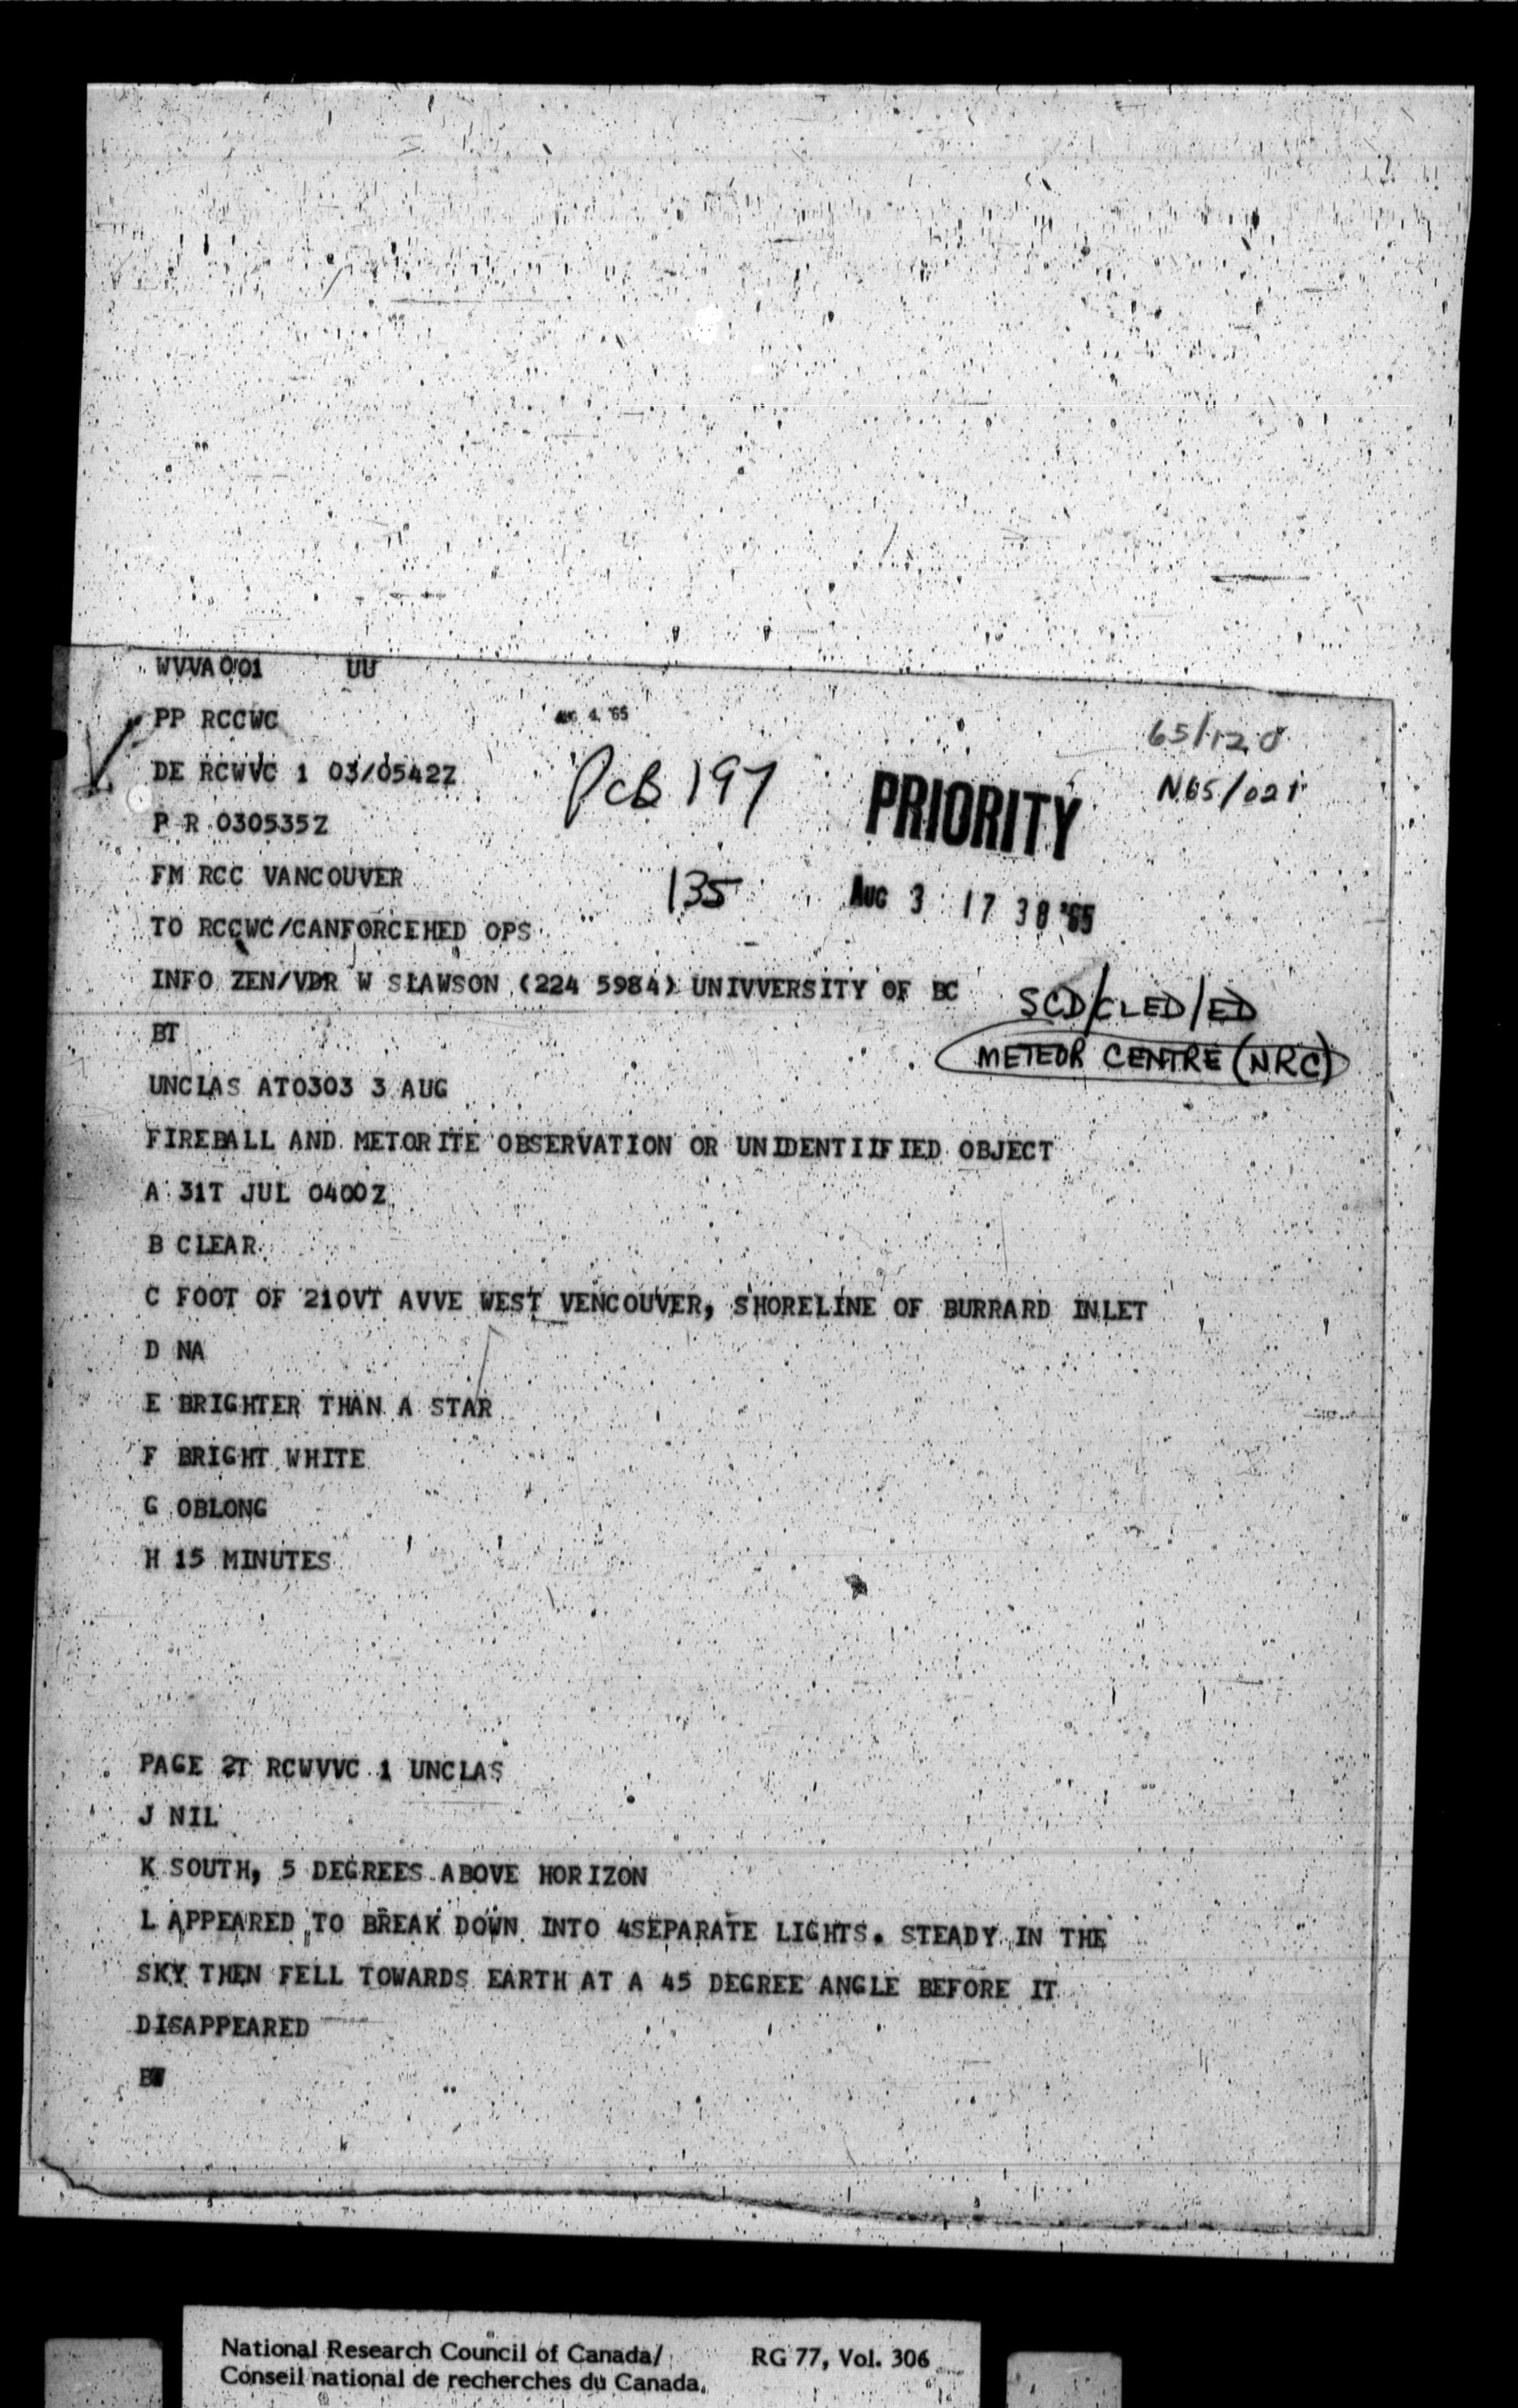 WVVA001 UU
PP RCCWC
AUG 4 '65
65/120
DE RCWVC 1 03/0542Z
197
PRIORITY
N65/021
P R 030535Z
FM RCC VANCOUVER
135
AUG 3 17 38 '65
TO RCCWC/CANFORCEHED OPS
INFO ZEN/VDR W SLAWSON (224 5984) UNIVVERSITY OF BC
SCD/CLED/ED
METEOR CENTRE (NRC)
BT
UNCLAS AT0303 3 AUG
FIREBALL AND METORITE OBSERVATION OR UNIDENTIIFIED OBJECT
A 31T JUL 0400Z
B CLEAR
C FOOT OF 21OVT AVVE WEST VENCOUVER, SHORELINE OF BURRARD INLET
D NA
E BRIGHTER THAN A STAR
F BRIGHT WHITE
G OBLONG
H 15 MINUTES
PAGE 2T RCWVVC 1 UNCLAS
J NIL
K SOUTH, 5 DEGREES ABOVE HORIZON
L APPEARED TO BREAK DOWN INTO 4SEPARATE LIGHTS. STEADY IN THE
SKY THEN FELL TOWARDS EARTH AT A 45 DEGREE ANGLE BEFORE IT
DISAPPEARED
National Research Council of Canada/ RG 77, Vol. 306
Conseil national de recherches du Canada.